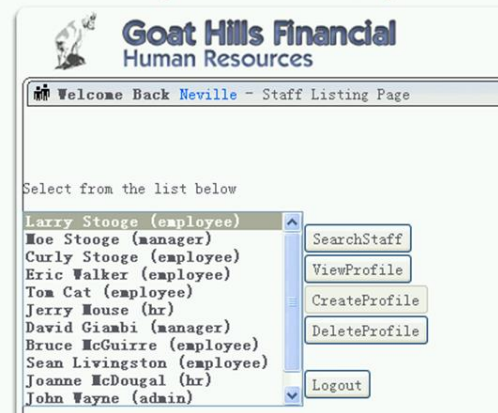 Goat Hills Financial
Human Resources
Welcome Back Neville - Staff Listing Page
Select from the list below
Larry Stooge (employee)
Moe Stooge (manager)
Curly Stooge (employee)
Eric Walker (employee)
Tom Cat (employee)
Jerry Mouse (hr)
David Giambi (manager)
Bruce McGuirre (employee)
Sean Livingston (employee)
Joanne McDougal (hr)
John Wayne (admin)
SearchStaff
ViewProfile
CreateProfile
DeleteProfile
Logout